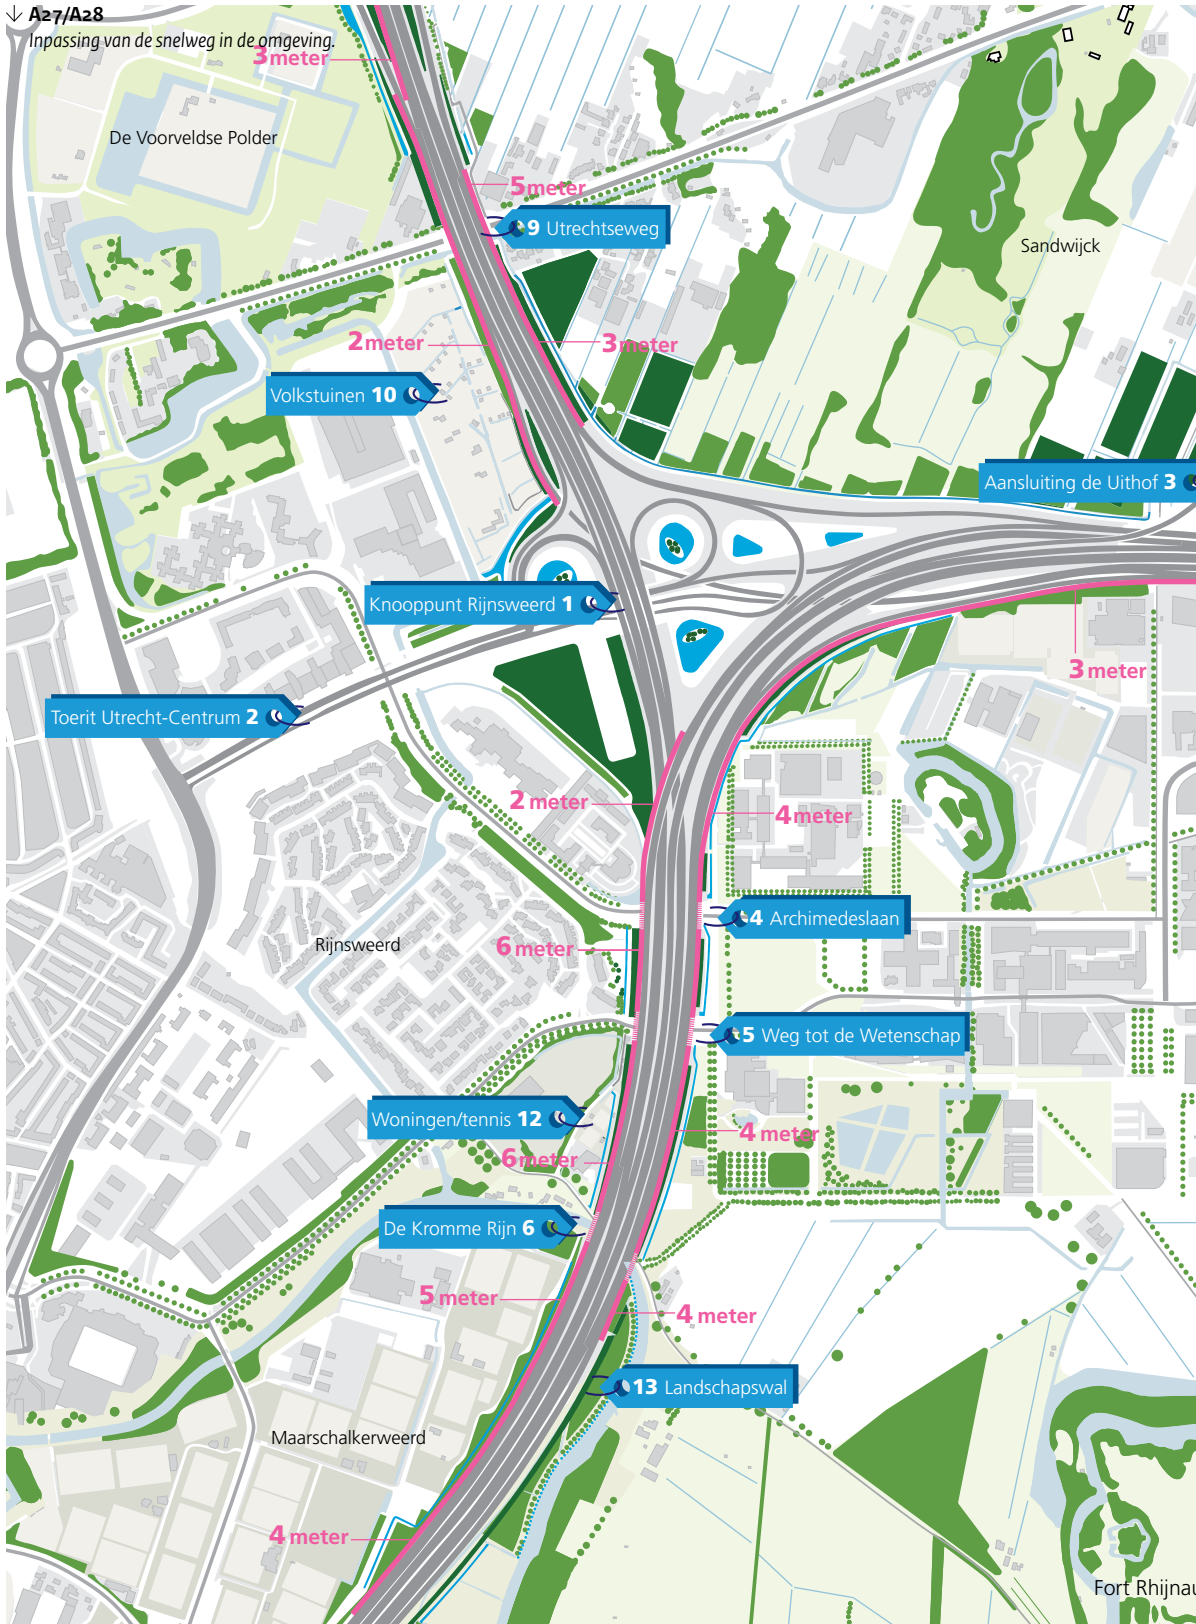 ↓ A27/A28
Inpassing van de snelweg in de omgeving.
3 meter
De Voorveldse Polder
5 meter
9 Utrechtseweg
Sandwijck
2 meter
3 meter
Volkstuinen 10
Aansluiting de Uithof 3
Knooppunt Rijnsweerd 1
3 meter
Toerit Utrecht-Centrum 2
2 meter
4 meter
4 Archimedeslaan
Rijnsweerd
6 meter
5 Weg tot de Wetenschap
Woningen/tennis 12
4 meter
6 meter
De Kromme Rijn 6
5 meter
4 meter
13 Landschapswal
Maarschalkerweerd
4 meter
Fort Rhijnau